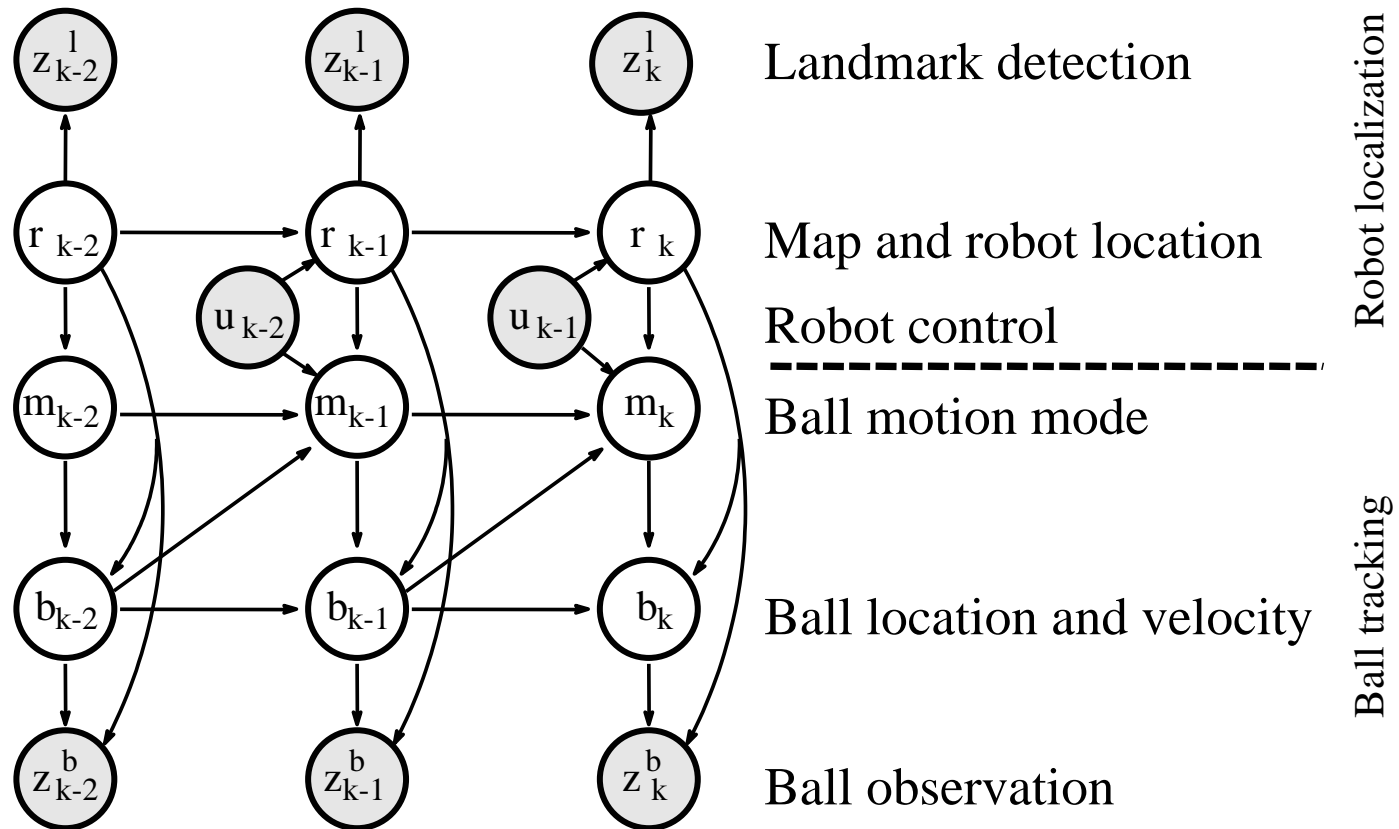 z^l_{k-2} z^l_{k-1} z^l_k Landmark detection
r_{k-2} r_{k-1} r_k Map and robot location
u_{k-2} u_{k-1} Robot control
m_{k-2} m_{k-1} m_k Ball motion mode
b_{k-2} b_{k-1} b_k Ball location and velocity
z^b_{k-2} z^b_{k-1} z^b_k Ball observation
Robot localization
Ball tracking